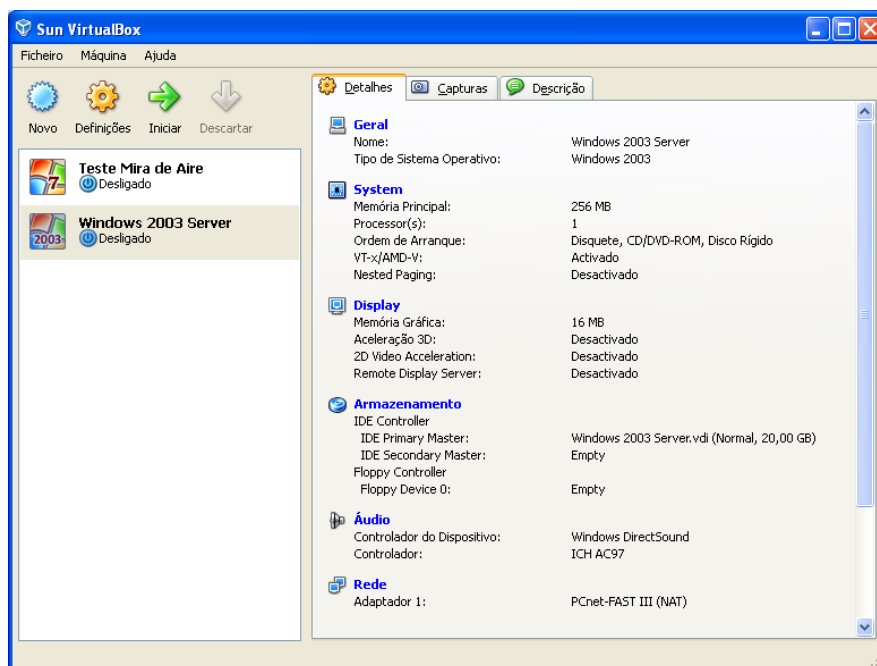 Sun VirtualBox
Ficheiro Máquina Ajuda
Novo Definições Iniciar Descartar
Teste Mira de Aire
Desligado
Windows 2003 Server
Desligado
7
2003
Detalhes Capturas Descrição
Geral
Nome: Windows 2003 Server
Tipo de Sistema Operativo: Windows 2003
System
Memória Principal: 256 MB
Processor(s): 1
Ordem de Arranque: Disquete, CD/DVD-ROM, Disco Rígido
VT-x/AMD-V: Activado
Nested Paging: Desactivado
Display
Memória Gráfica: 16 MB
Aceleração 3D: Desactivado
2D Video Acceleration: Desactivado
Remote Display Server: Desactivado
Armazenamento
IDE Controller
IDE Primary Master: Windows 2003 Server.vdi (Normal, 20,00 GB)
IDE Secondary Master: Empty
Floppy Controller
Floppy Device 0: Empty
Áudio
Controlador do Dispositivo: Windows DirectSound
Controlador: ICH AC97
Rede
Adaptador 1: PCnet-FAST III (NAT)